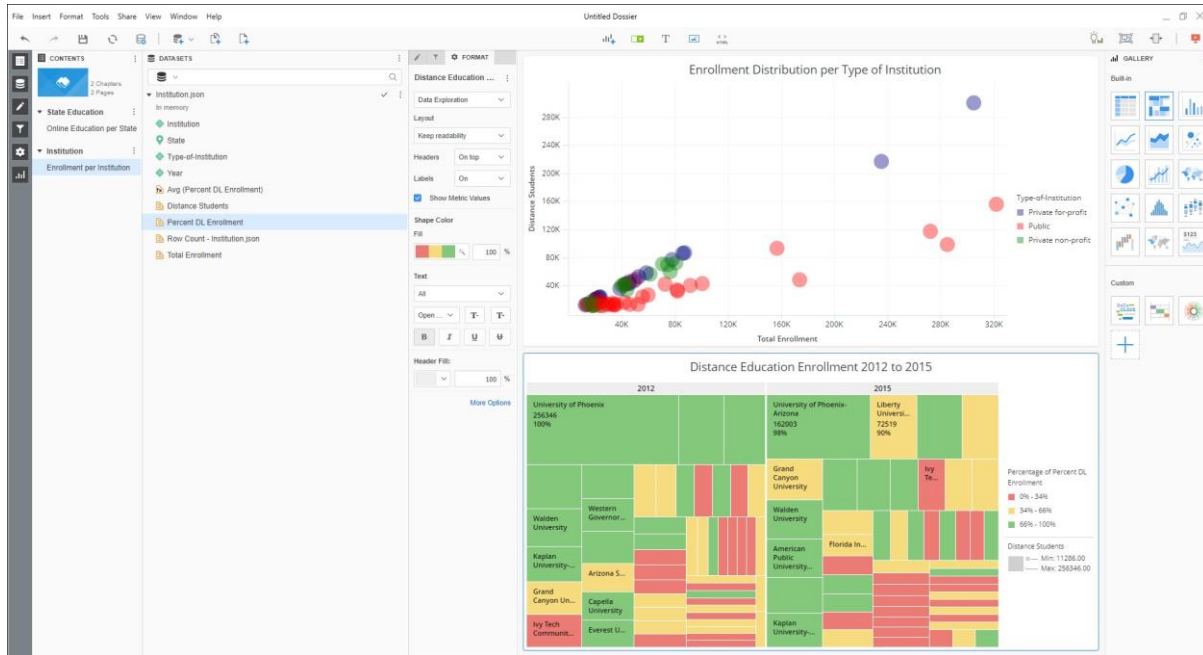 File Insert Format Tools Share View Window Help
Untitled Dossier
HTML
CONTENTS
2 Chapters
2 Pages
State Education
Online Education per State
Institution
Enrollment per Institution
DATASETS
Institution.json
In memory
Institution
State
Type-of-Institution
Year
Avg (Percent DL Enrollment)
Distance Students
Percent DL Enrollment
Row Count - Institution.json
Total Enrollment
FORMAT
Distance Education ...
Data Exploration
Layout
Keep readability
Headers On top
Labels On
Show Metric Values
Shape Color
Fill
100 %
Text
All
Open ... T- T-
B I U U
Header Fill:
100 %
More Options
Enrollment Distribution per Type of Institution
Distance Students
280K
240K
200K
160K
120K
80K
40K
40K 80K 120K 160K 200K 240K 280K 320K
Total Enrollment
Type-of-Institution
Private for-profit
Public
Private non-profit
Distance Education Enrollment 2012 to 2015
2012
University of Phoenix
256346
100%
Walden
University
Kaplan
University-...
Grand
Canyon Un...
Ivy Tech
Communit...
Western
Governor...
Arizona S...
Capella
University
Everest U...
2015
University of Phoenix-
Arizona
162003
98%
Liberty
Universi...
72519
90%
Grand
Canyon
University
Walden
University
American
Public
University...
Kaplan
University-...
Florida In...
Ivy
Te...
Percentage of Percent DL
Enrollment
0% - 34%
34% - 66%
66% - 100%
Distance Students
Min: 11286.00
Max: 256346.00
GALLERY
Built-in
$123
Custom